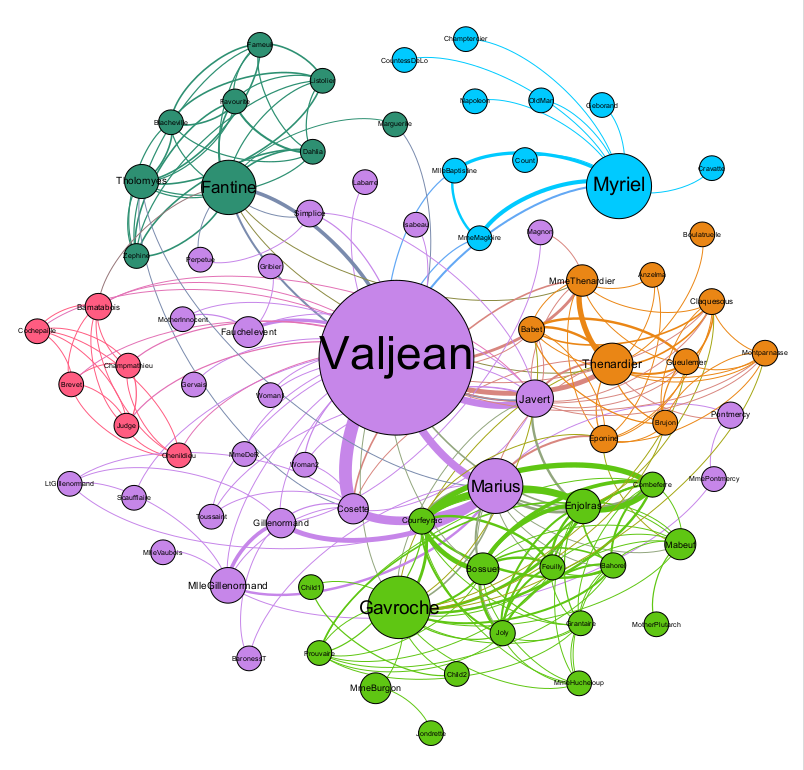 Fameuil
Champtercier
CountessDeLo
Listolier
Favourite
Napoleon
OldMan
Geborand
Blacheville
Marguerite
Dahlia
Count
Cravatte
MlleBaptistine
Tholomyes
Fantine
Labarre
Myriel
Simplice
Isabeau
Magnon
MmeMagloire
Boulatruelle
Zephine
Perpetue
Gribier
Anzelma
MmeThenardier
Bamatabois
Claquesous
MotherInnocent
Fauchelevent
Babet
Cochepaille
Valjean
Montparnasse
Champmathieu
Thenardier
Gueulemer
Brevet
Gervais
Woman1
Javert
Pontmercy
Judge
Brujon
Eponine
Chenildieu
MmeDeR
Woman2
LtGillenormand
Marius
MmePontmercy
Combeferre
Scaufflaire
Toussaint
Cosette
Enjolras
Gillenormand
Courfeyrac
MlleVaubois
Mabeuf
Bossuet
Feuilly
Bahorel
MlleGillenormand
Child1
Gavroche
Grantaire
MotherPlutarch
Joly
BaronessT
Prouvaire
Child2
MmeHucheloup
MmeBurgon
Jondrette